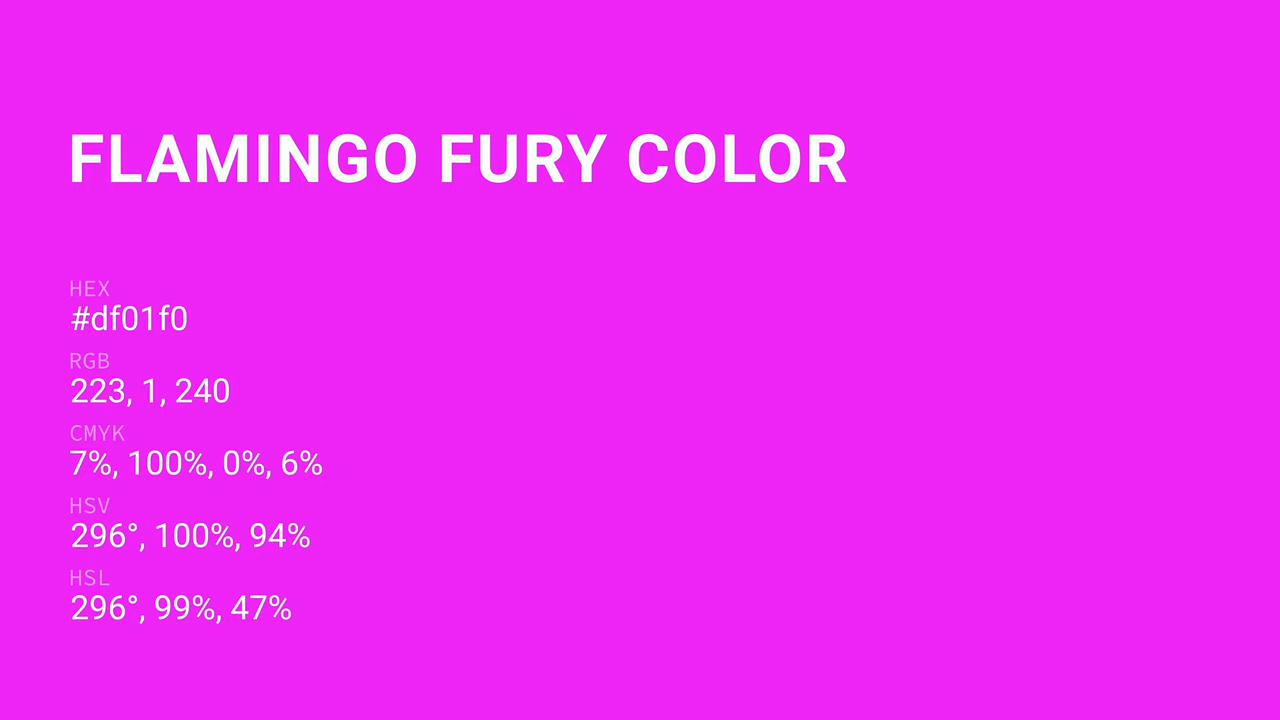 FLAMINGO FURY COLOR
HEX
#df01f0
RGB
223, 1, 240
CMYK
7%, 100%, 0%, 6%
HSV
296°, 100%, 94%
HSL
296°, 99%, 47%